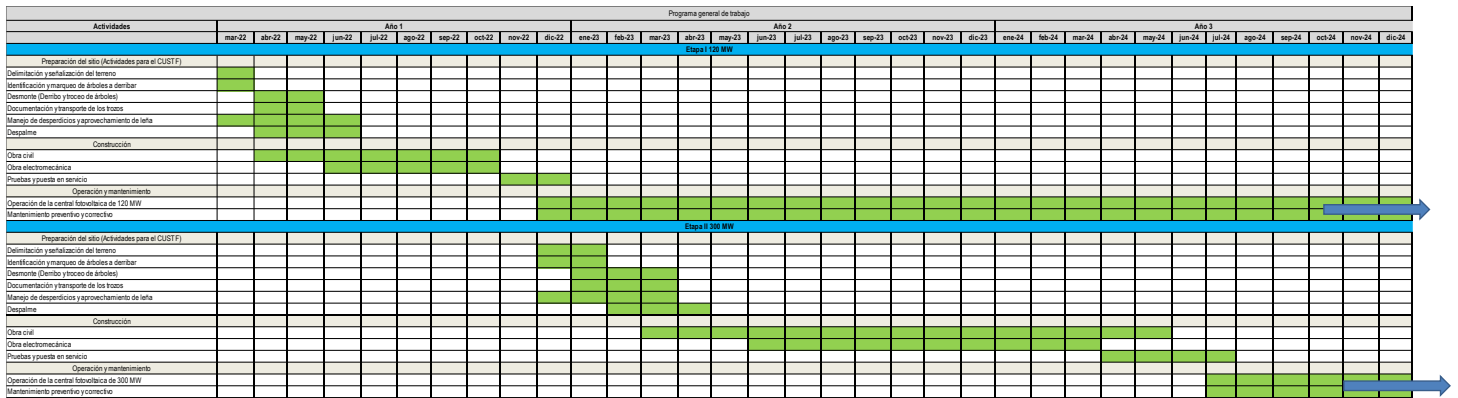 Programa general de trabajo
Actividades Año 1 Año 2 Año 3
mar-22 abr-22 may-22 jun-22 jul-22 ago-22 sep-22 oct-22 nov-22 dic-22 ene-23 feb-23 mar-23 abr-23 may-23 jun-23 jul-23 ago-23 sep-23 oct-23 nov-23 dic-23 ene-24 feb-24 mar-24 abr-24 may-24 jun-24 jul-24 ago-24 sep-24 oct-24 nov-24 dic-24
Etapa I 120 MW
Preparación del sitio (Actividades para el CUSTF)
Delimitación y señalización del terreno
Identificación y marqueo de árboles a derribar
Desmonte (Derribo y troceo de árboles)
Documentación y transporte de los trozos
Manejo de desperdicios y aprovechamiento de leña
Despalme
Construcción
Obra civil
Obra electromecánica
Pruebas y puesta en servicio
Operación y mantenimiento
Operación de la central fotovoltaica de 120 MW
Mantenimiento preventivo y correctivo
Etapa II 300 MW
Preparación del sitio (Actividades para el CUSTF)
Delimitación y señalización del terreno
Identificación y marqueo de árboles a derribar
Desmonte (Derribo y troceo de árboles)
Documentación y transporte de los trozos
Manejo de desperdicios y aprovechamiento de leña
Despalme
Construcción
Obra civil
Obra electromecánica
Pruebas y puesta en servicio
Operación y mantenimiento
Operación de la central fotovoltaica de 300 MW
Mantenimiento preventivo y correctivo